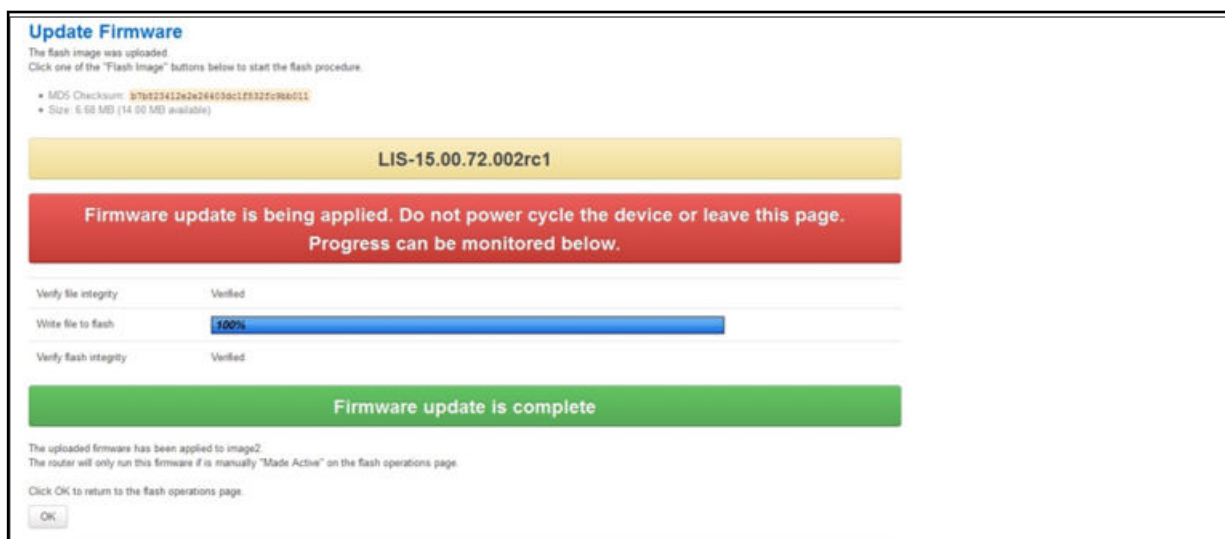 Update Firmware
The flash image was uploaded.
Click one of the "Flash Image" buttons below to start the flash procedure.
• MD5 Checksum:
• Size: 6.68 MB (14.00 MB available)
LIS-15.00.72.002rc1
Firmware update is being applied. Do not power cycle the device or leave this page.
Progress can be monitored below.
Verify file integrity Verified
Write file to flash 100%
Verify flash integrity Verified
Firmware update is complete
The uploaded firmware has been applied to image2.
The router will only run this firmware if is manually "Made Active" on the flash operations page.
Click OK to return to the flash operations page.
OK